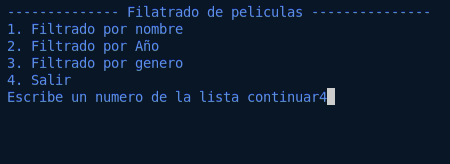 -------------- Filatrado de peliculas ---------------
1. Filtrado por nombre
2. Filtrado por Año
3. Filtrado por genero
4. Salir
Escribe un numero de la lista continuar4